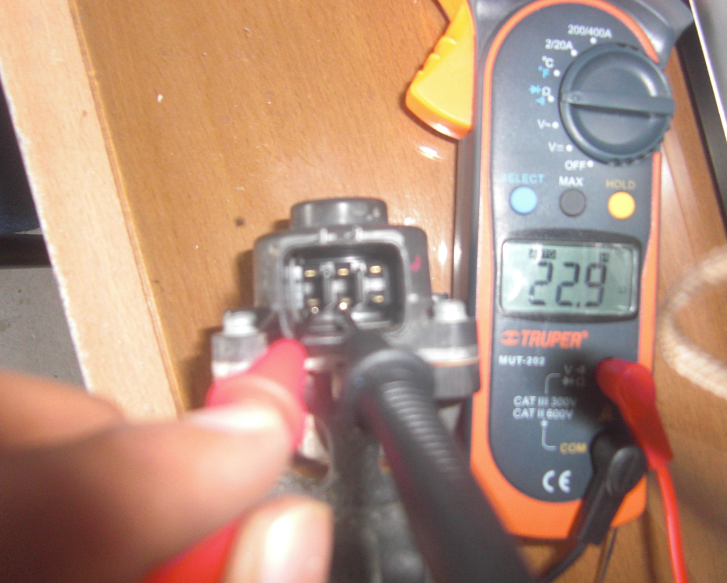 200/400A
2/20A
°C
°F
Ω
V~
V=
OFF
SELECT
MAX
HOLD
22.9
TRUPER®
MUT-202
Ω
CAT III 300V
CAT II 600V
COM
CE